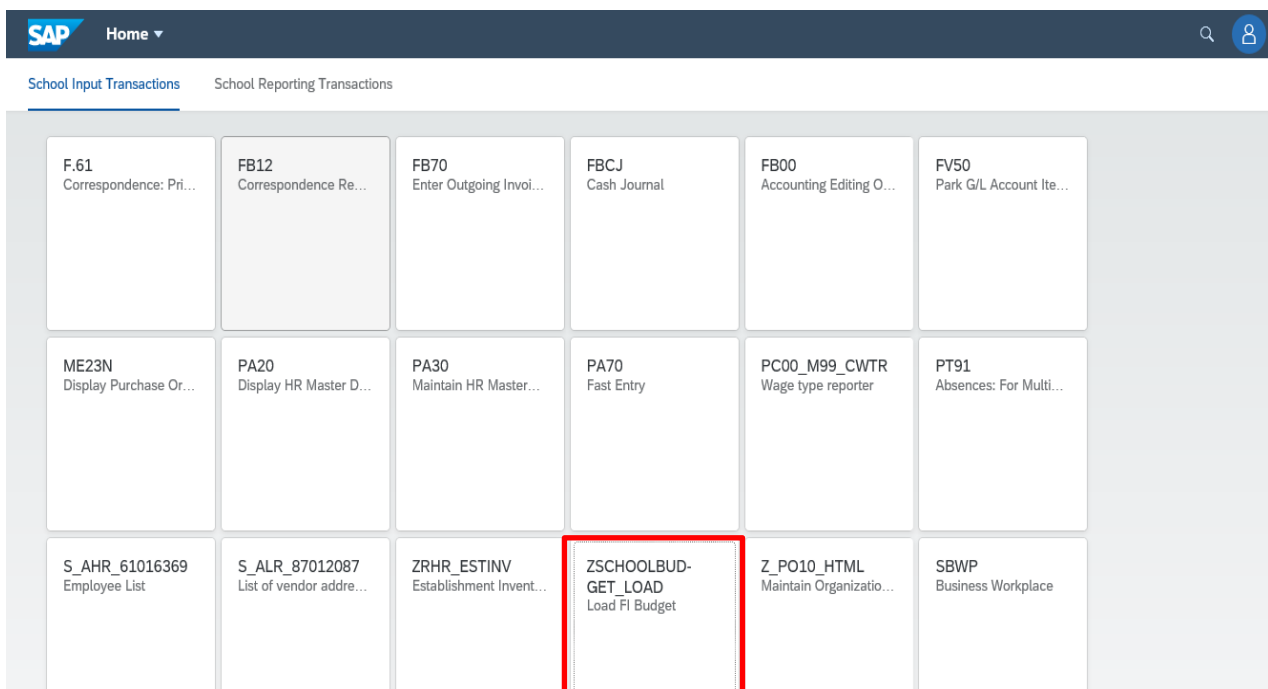 SAP Home
School Input Transactions School Reporting Transactions
F.61 FB12 FB70 FBCJ FB00 FV50
Correspondence: Pri... Correspondence Re... Enter Outgoing Invoi... Cash Journal Accounting Editing O... Park G/L Account Ite...
ME23N PA20 PA30 PA70 PC00_M99_CWTR PT91
Display Purchase Or... Display HR Master D... Maintain HR Master... Fast Entry Wage type reporter Absences: For Multi...
S_AHR_61016369 S_ALR_87012087 ZRHR_ESTINV ZSCHOOLBUD- Z_PO10_HTML SBWP
Employee List List of vendor addre... Establishment Invent... GET_LOAD Maintain Organizatio... Business Workplace
Load FI Budget